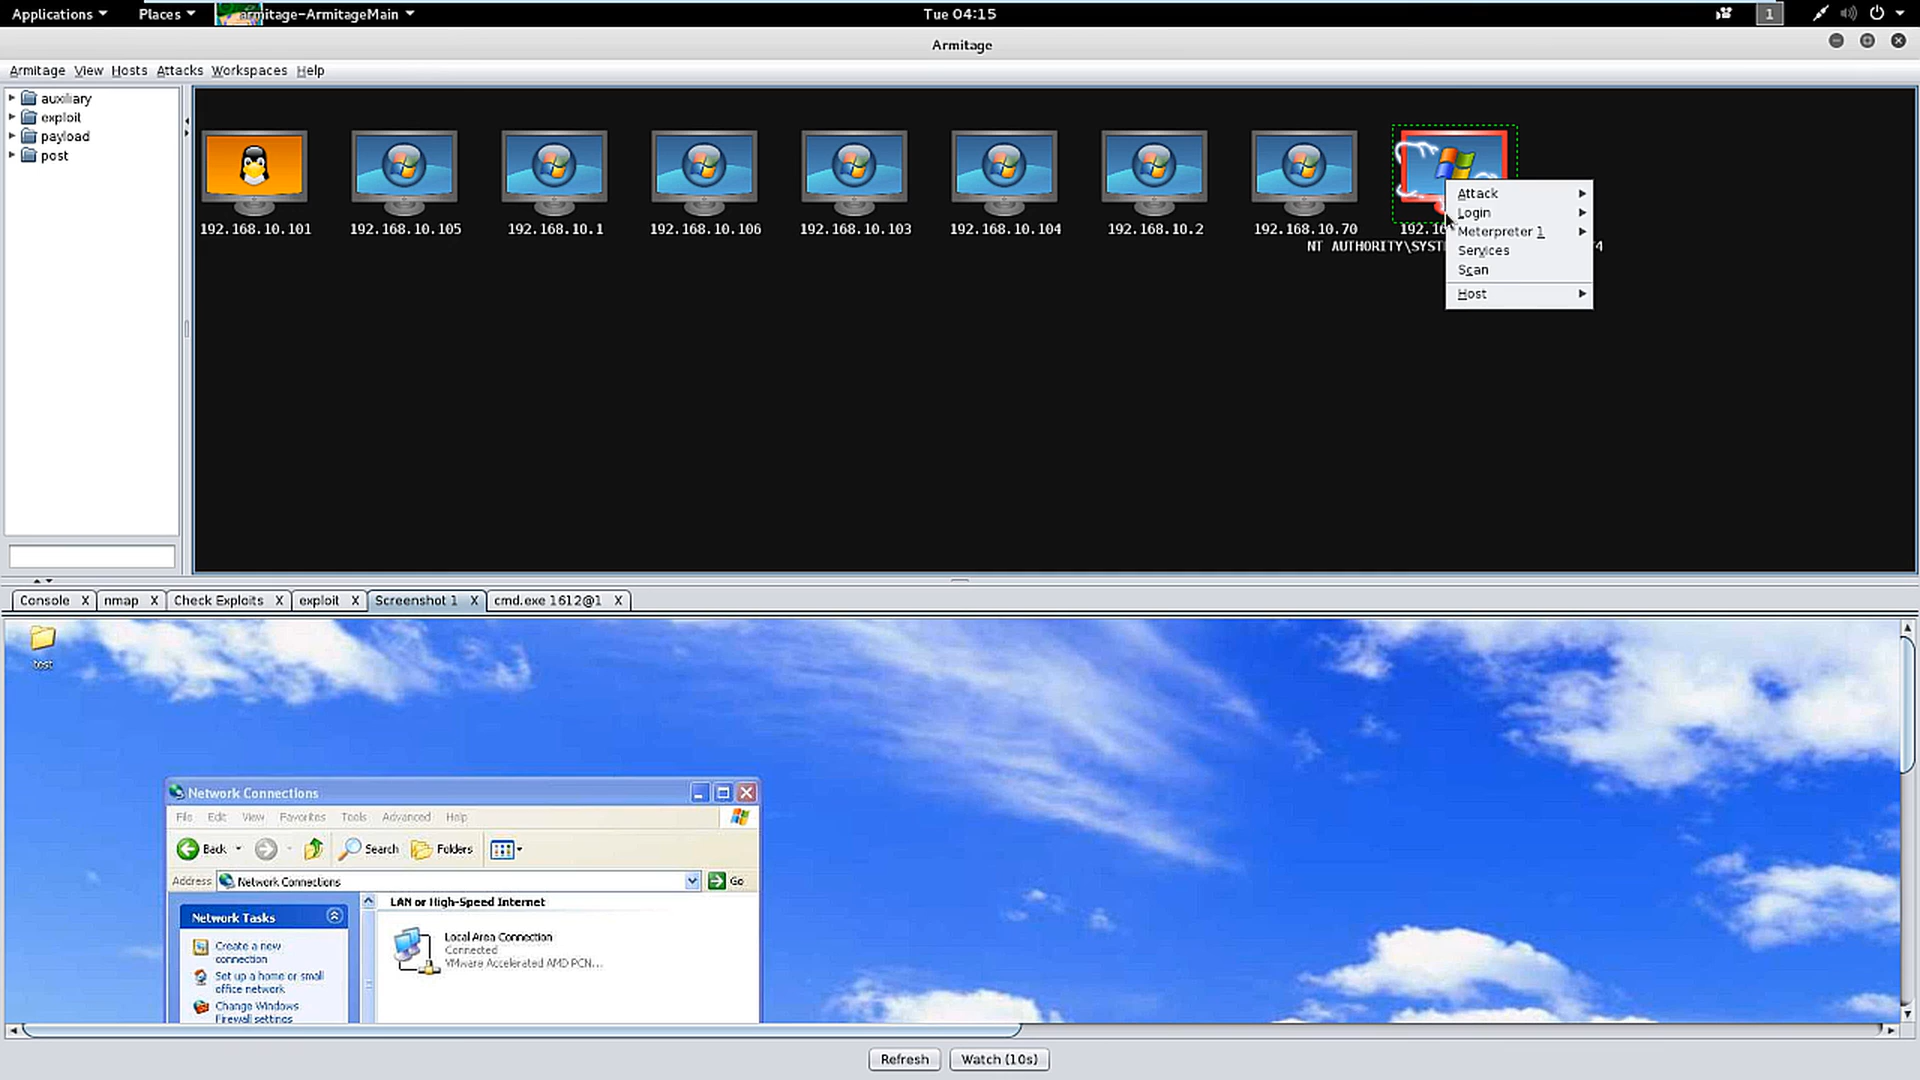 Applications Places armitage-ArmitageMain Tue 04:15 1
Armitage
Armitage View Hosts Attacks Workspaces Help
auxiliary
exploit
payload
post
192.168.10.101 192.168.10.105 192.168.10.1 192.168.10.106 192.168.10.103 192.168.10.104 192.168.10.2 192.168.10.70
NT AUTHORITY\SYST
Attack
Login
Meterpreter 1
Services
Scan
Host
Console X nmap X Check Exploits X exploit X Screenshot 1 X cmd.exe 1612@1 X
test
Network Connections
File Edit View Favorites Tools Advanced Help
Back Search Folders
Address Network Connections Go
Network Tasks
Create a new
connection
Set up a home or small
office network
Change Windows
Firewall settings
LAN or High-Speed Internet
Local Area Connection
Connected
VMware Accelerated AMD PCN...
Refresh Watch (10s)